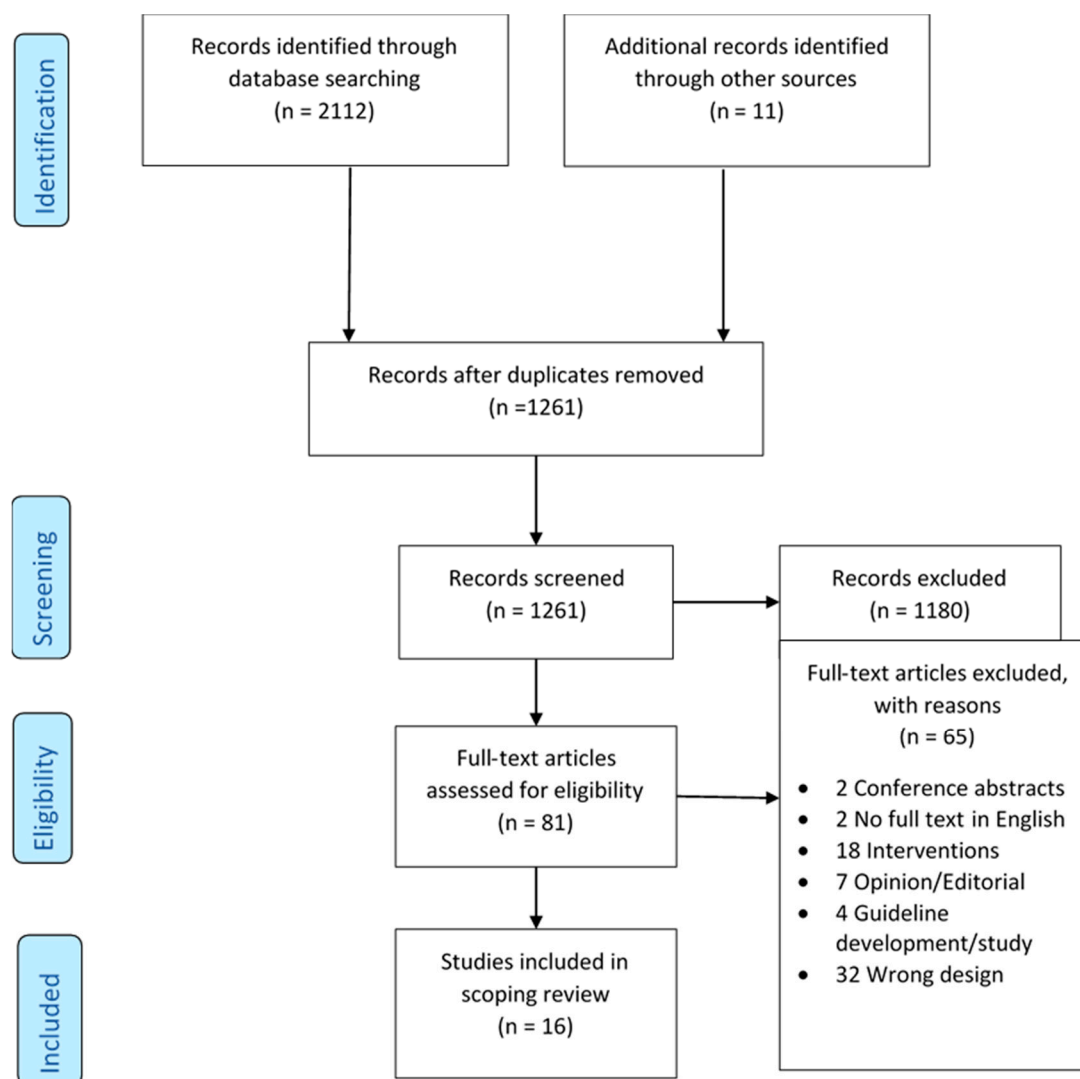 Identification
Records identified through
database searching
(n = 2112)
Additional records identified
through other sources
(n = 11)
Records after duplicates removed
(n =1261)
Screening
Records screened
(n = 1261)
Records excluded
(n = 1180)
Eligibility
Full-text articles
assessed for eligibility
(n = 81)
Full-text articles excluded,
with reasons
(n = 65)
• 2 Conference abstracts
• 2 No full text in English
• 18 Interventions
• 7 Opinion/Editorial
• 4 Guideline
development/study
• 32 Wrong design
Included
Studies included in
scoping review
(n = 16)